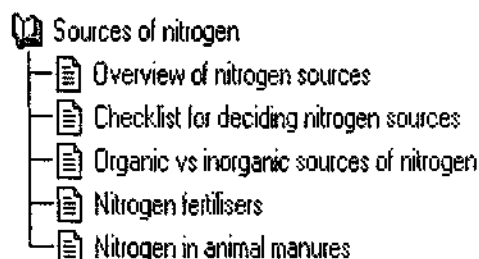 Sources of nitrogen
Overview of nitrogen sources
Checklist for deciding nitrogen sources
Organic vs inorganic sources of nitrogen
Nitrogen fertilisers
Nitrogen in animal manures